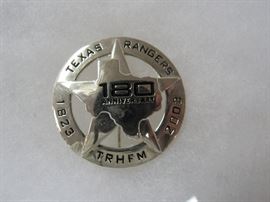 TEXAS RANGERS
180
ANNIVERSARY
1823
2003
TRHFM